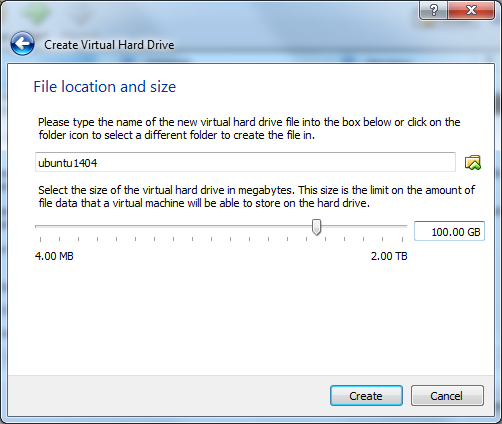 Create Virtual Hard Drive
File location and size
Please type the name of the new virtual hard drive file into the box below or click on the
folder icon to select a different folder to create the file in.
ubuntu1404
Select the size of the virtual hard drive in megabytes. This size is the limit on the amount of
file data that a virtual machine will be able to store on the hard drive.
100.00 GB
4.00 MB
2.00 TB
Create
Cancel